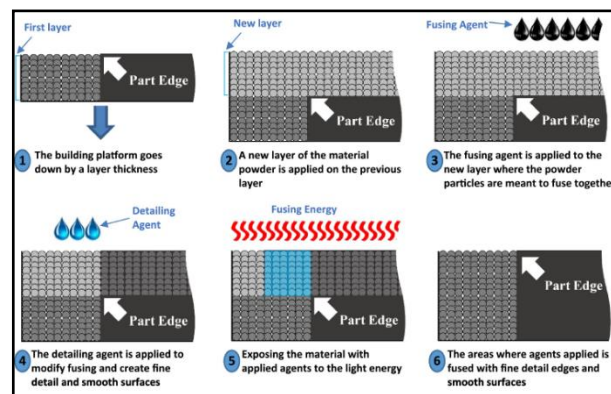 First layer
Part Edge
1 The building platform goes
down by a layer thickness
New layer
Part Edge
2 A new layer of the material
powder is applied on the previous
layer
Fusing Agent
Part Edge
3 The fusing agent is applied to the
new layer where the powder
particles are meant to fuse togethe
Detailing
Agent
Part Edge
4 The detailing agent is applied to
modify fusing and create fine
detail and smooth surfaces
Fusing Energy
Part Edge
5 Exposing the material with
applied agents to the light energy
Part Edge
6 The areas where agents applied is
fused with fine detail edges and
smooth surfaces